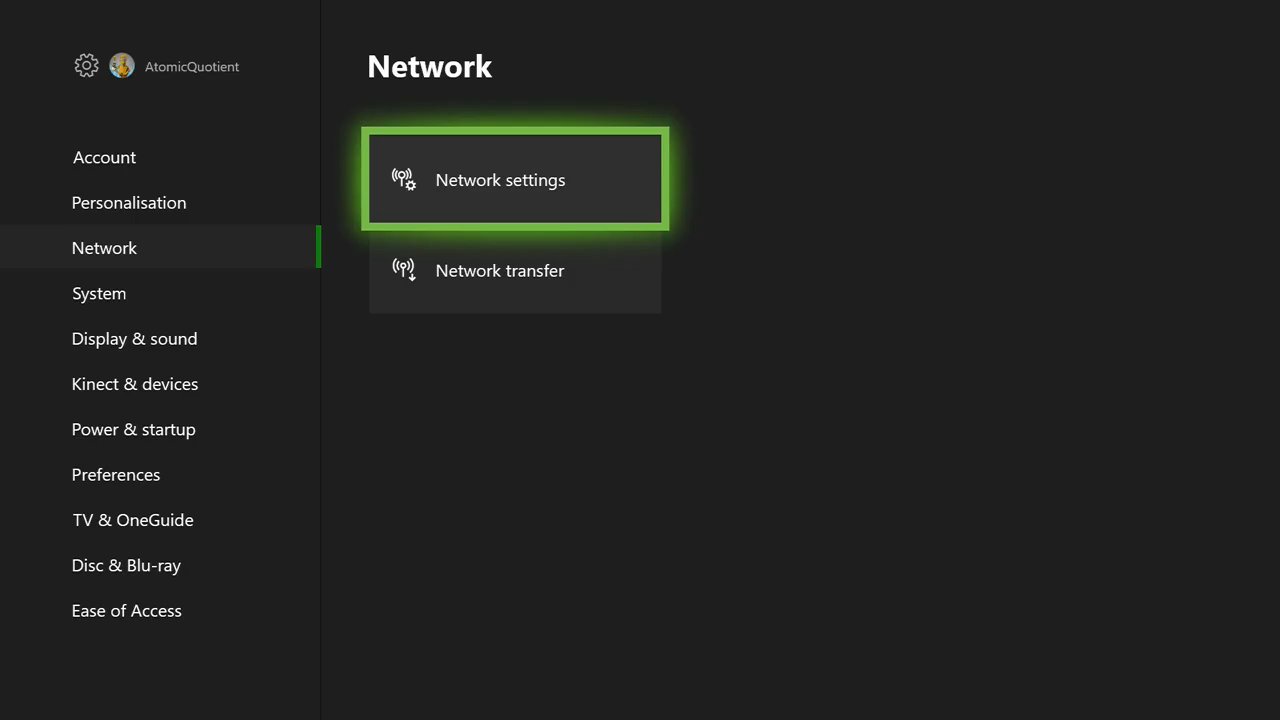 AtomicQuotient
Account
Personalisation
Network
System
Display & sound
Kinect & devices
Power & startup
Preferences
TV & OneGuide
Disc & Blu-ray
Ease of Access
Network
Network settings
Network transfer